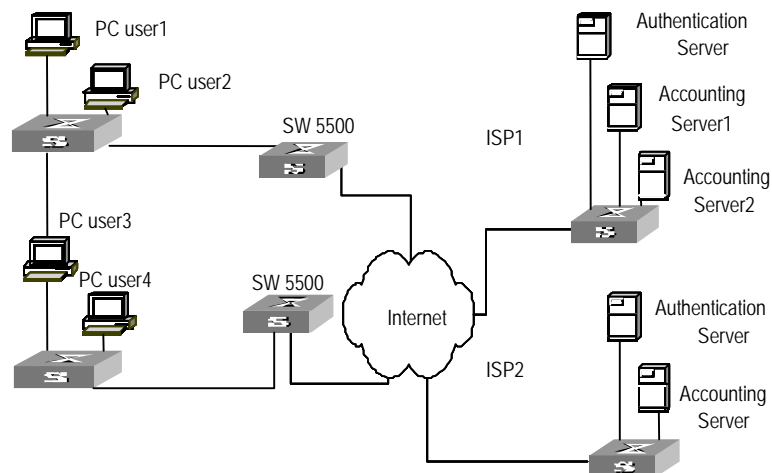 PC user1
PC user2
SW 5500
ISP1
Authentication
Server
Accounting
Server1
Accounting
Server2
PC user3
PC user4
SW 5500
Internet
ISP2
Authentication
Server
Accounting
Server